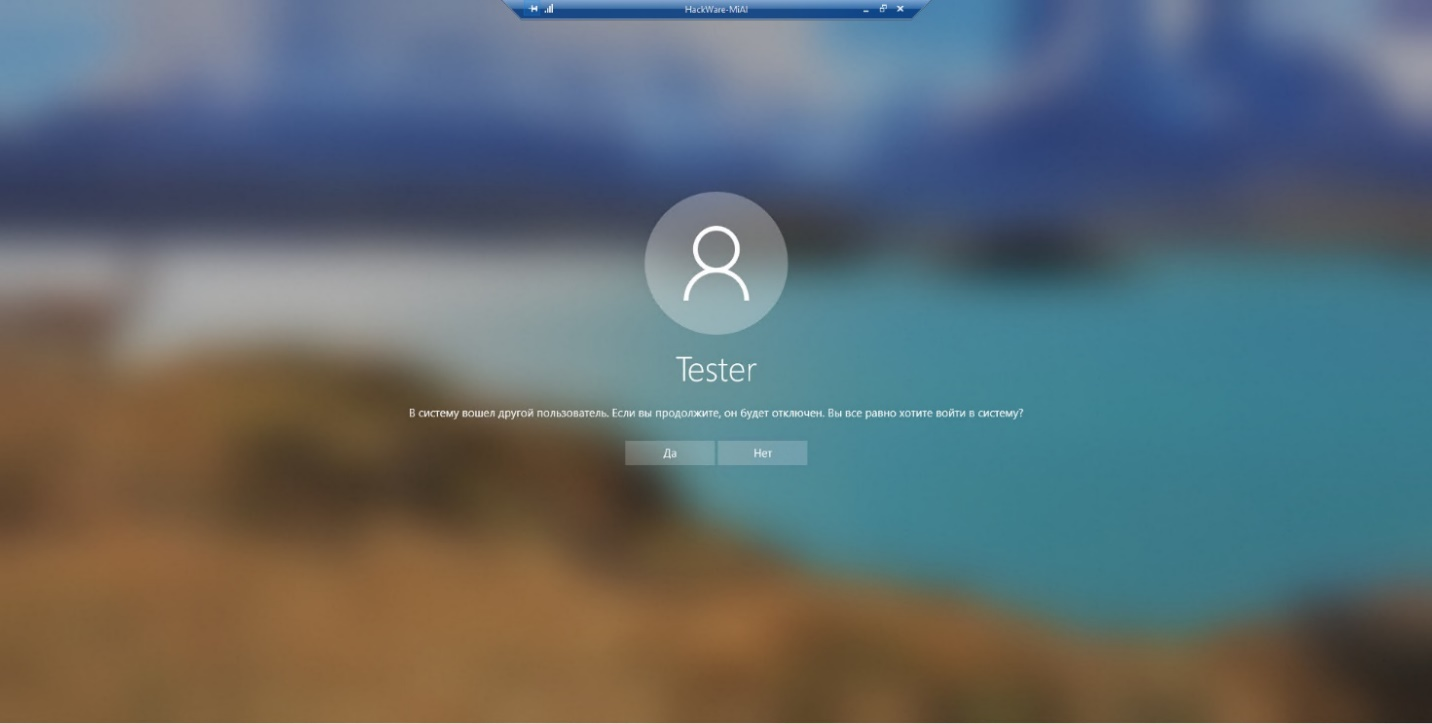 HackWare-MiAl
Tester
В систему вошел другой пользователь. Если вы продолжите, он будет отключен. Вы все равно хотите войти в систему?
Да
Нет